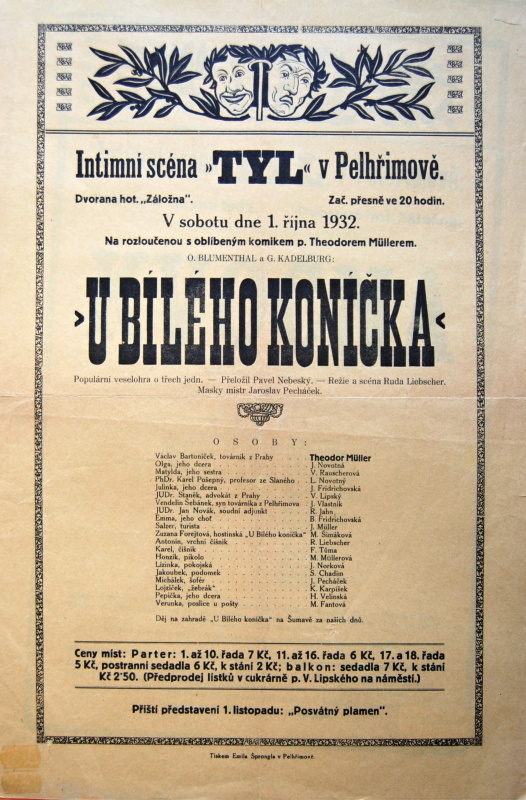 Intimní scéna »TYL« v Pelhřimově.
Dvorana hot. „Záložna". Zač. přesně ve 20 hodin.
V sobotu dne 1. října 1932.
Na rozloučenou s oblíbeným komikem p. Theodorem Müllerem.
O. BLUMENTHAL a G. KADELBURG:
›U BÍLÉHO KONÍČKA‹
Populární veselohra o třech jedn. — Přeložil Pavel Nebeský. — Režie a scéna Ruda Liebscher.
Masky mistr Jaroslav Pecháček.
OSOBY:
Václav Bartoníček, továrník z Prahy . . Theodor Müller
Olga, jeho dcera J. Novotná
Matylda, jeho sestra V. Rauscherová
PhDr. Karel Pošepný, profesor ze Slaného . L. Novotný
Julinka, jeho dcera J. Fridrichovská
JUDr. Staněk, advokát z Prahy V. Lipský
Vendelín Šebánek, syn továrníka z Pelhřimova J. Vlastník
JUDr. Jan Novák, soudní adjunkt R. Jahn
Emma, jeho choť B. Fridrichovská
Salzer, turista J. Müller
Zuzana Forejtová, hostinská „U Bílého koníčka" M. Šimáková
Antonín, vrchní číšník R. Liebscher
Karel, číšník F. Tůma
Honzík, pikolo M. Müllerová
Lízinka, pokojská J. Norková
Jakoubek, podomek S. Chadim
Michálek, šofér J. Pecháček
Lojzíček, „žebrák" K. Karpíšek
Pepička, jeho dcera H. Velínská
Verunka, poslice u pošty M. Fantová
Děj na zahradě „U Bílého koníčka" na Šumavě za našich dnů.
Ceny míst: Parter: 1. až 10. řada 7 Kč, 11. až 16. řada 6 Kč, 17. a 18. řada
5 Kč, postranní sedadla 6 Kč, k stání 2 Kč; balkon: sedadla 7 Kč, k stání
Kč 2'50. (Předprodej lístků v cukrárně p. V. Lipského na náměstí.)
Příští představení 1. listopadu: „Posvátný plamen".
Tiskem Emila Sprongla v Pelhřimově.